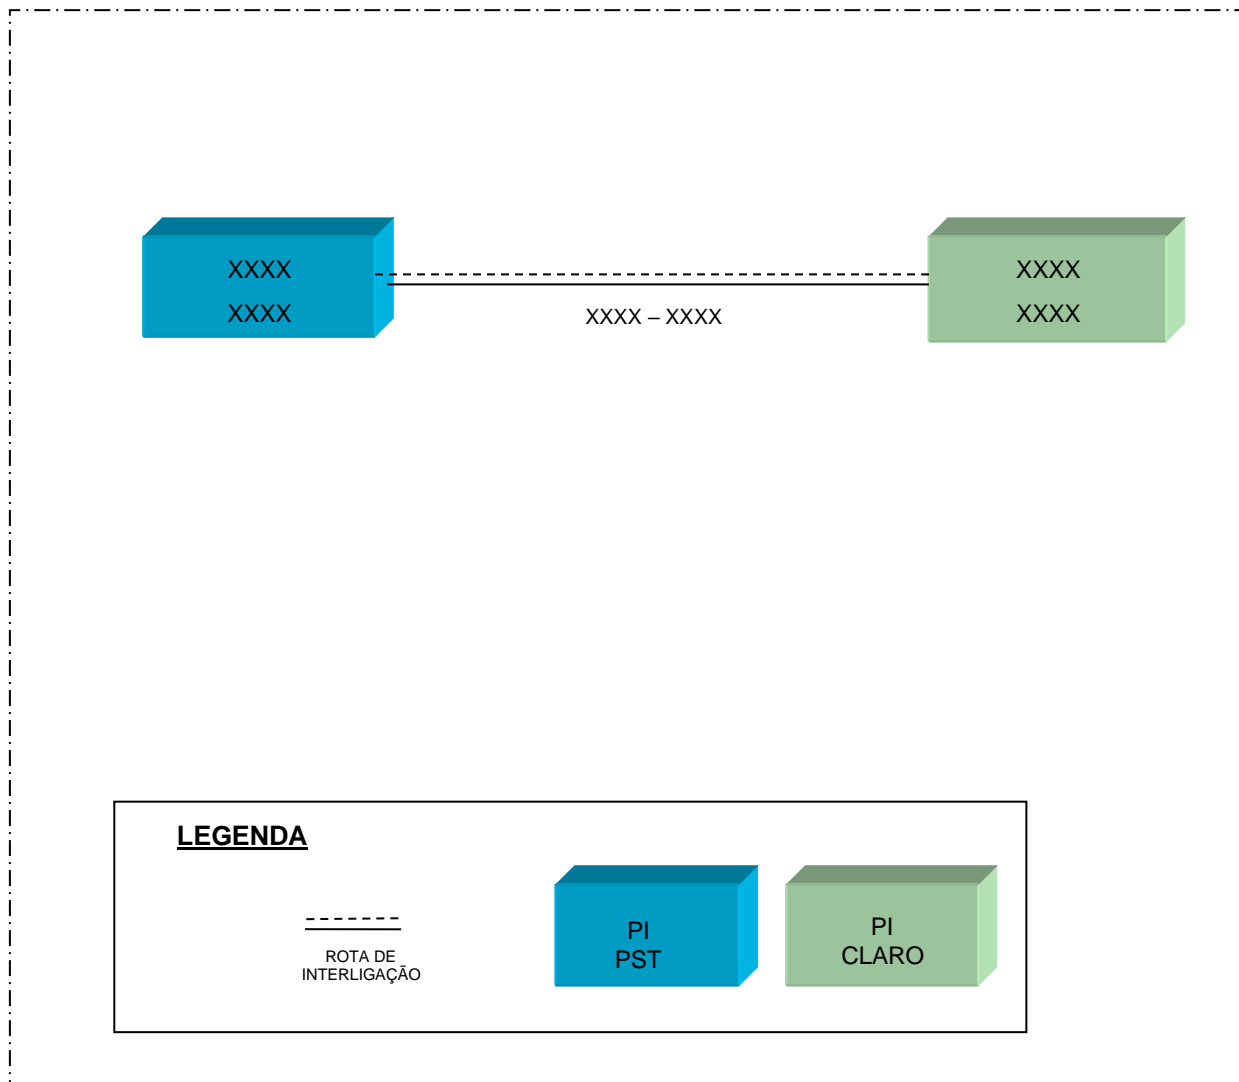 XXXX
XXXX
XXXX – XXXX
XXXX
XXXX
LEGENDA
ROTA DE
INTERLIGAÇÃO
PI
PST
PI
CLARO